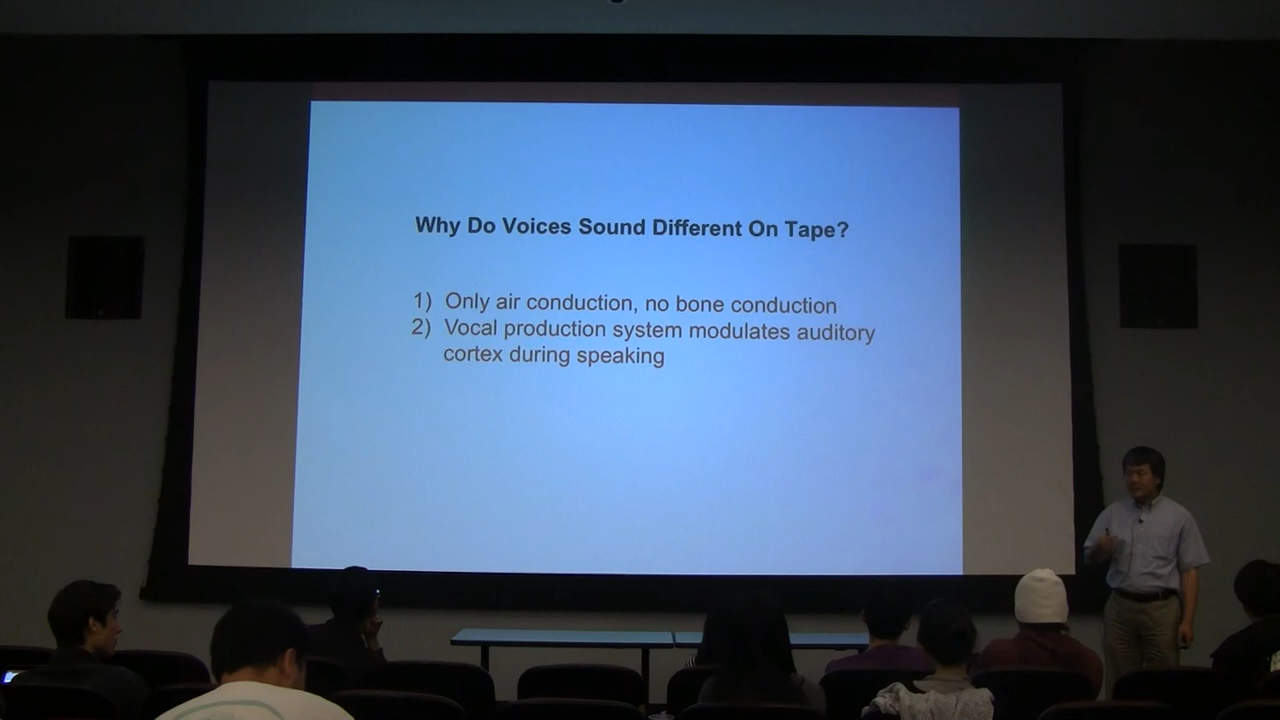 Why Do Voices Sound Different On Tape?
1) Only air conduction, no bone conduction
2) Vocal production system modulates auditory
cortex during speaking